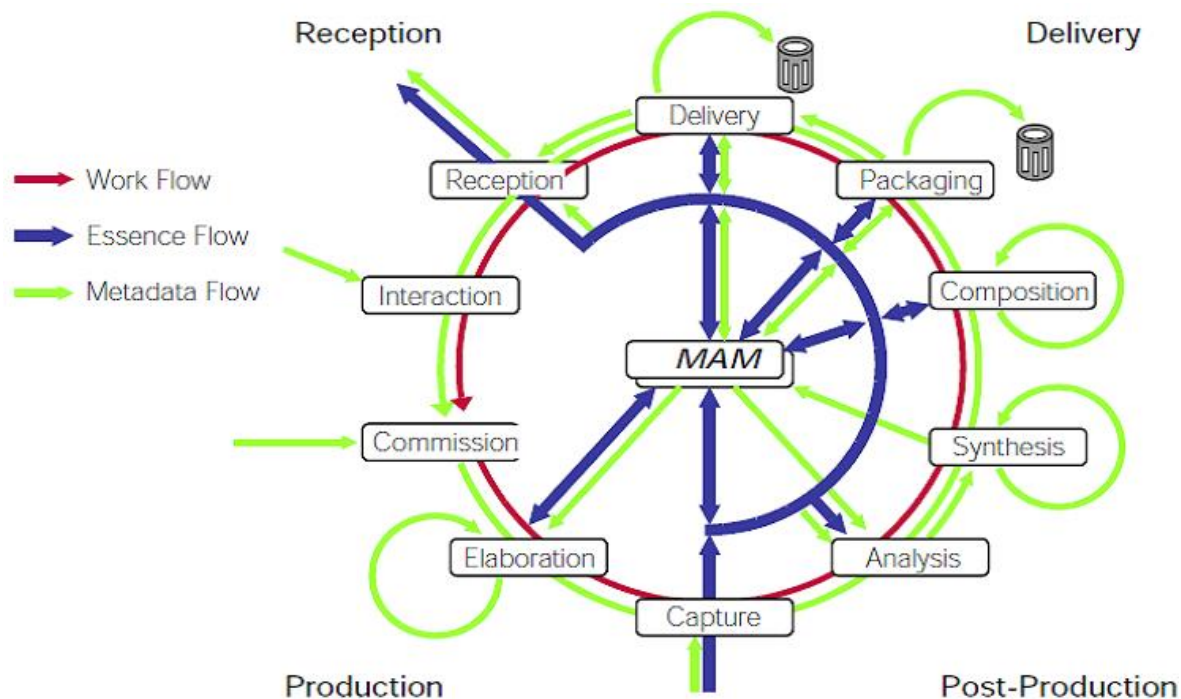 Reception
Delivery
Delivery
Work Flow
Reception
Packaging
Essence Flow
Metadata Flow
Interaction
Composition
MAM
Commission
Synthesis
Elaboration
Analysis
Capture
Production
Post-Production